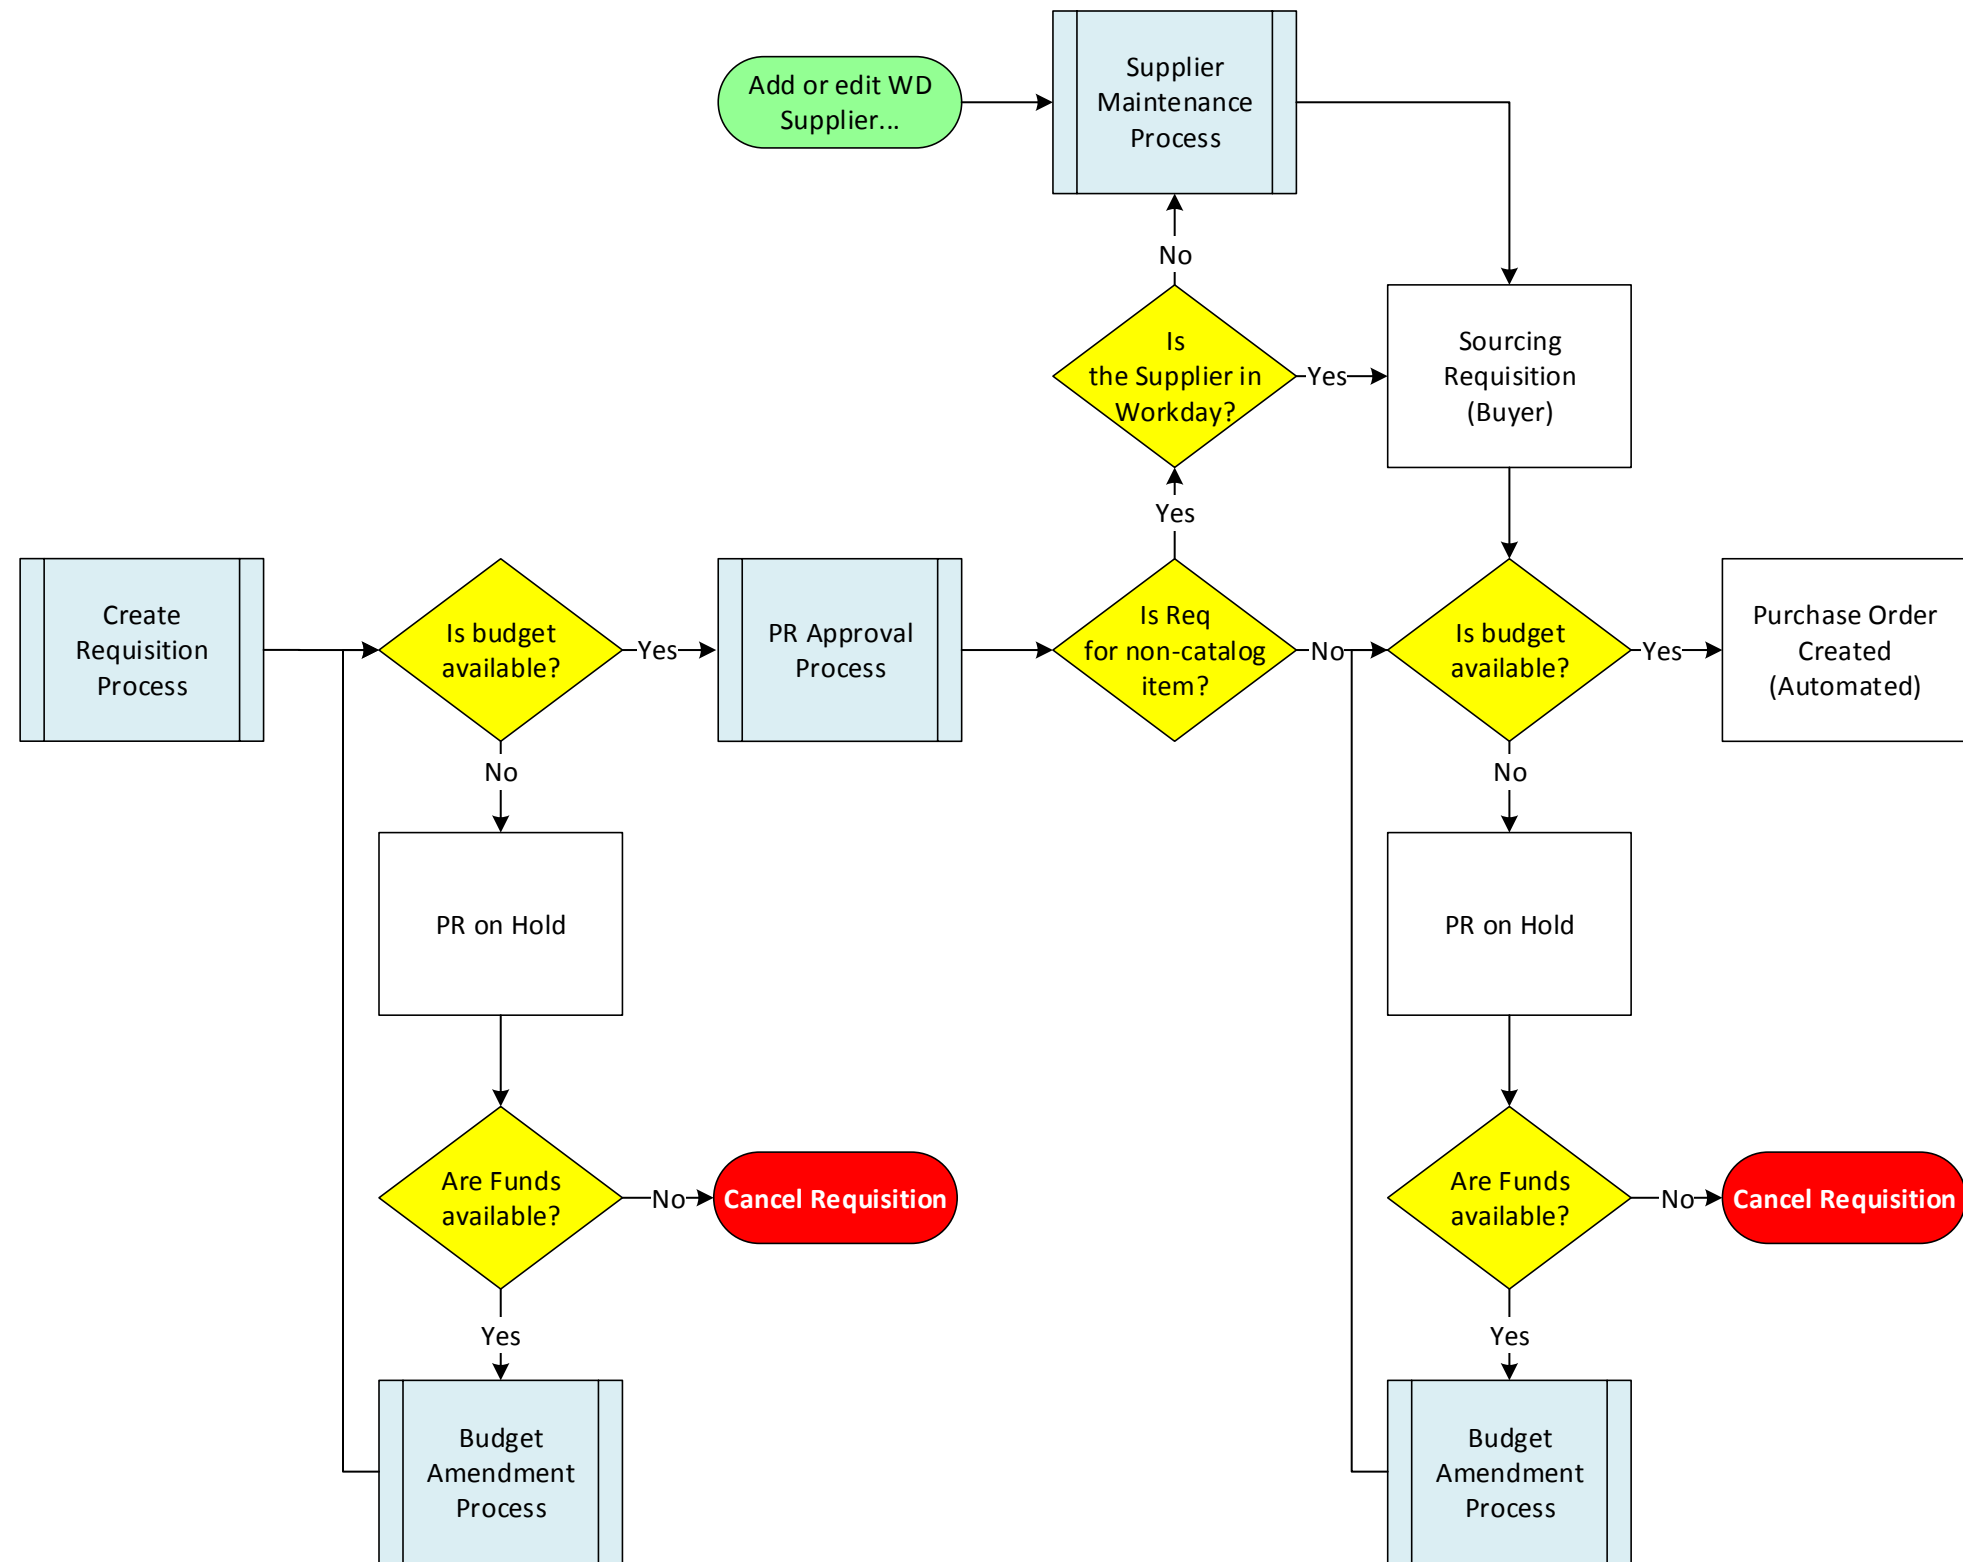 Add or edit WD
Supplier...
Supplier
Maintenance
Process
No
Is
the Supplier in
Workday?
Yes
Sourcing
Requisition
(Buyer)
Yes
Create
Requisition
Process
Is budget
available?
Yes
PR Approval
Process
Is Req
for non-catalog
item?
No
Is budget
available?
Yes
Purchase Order
Created
(Automated)
No
No
PR on Hold
PR on Hold
Are Funds
available?
No
Cancel Requisition
Are Funds
available?
No
Cancel Requisition
Yes
Yes
Budget
Amendment
Process
Budget
Amendment
Process